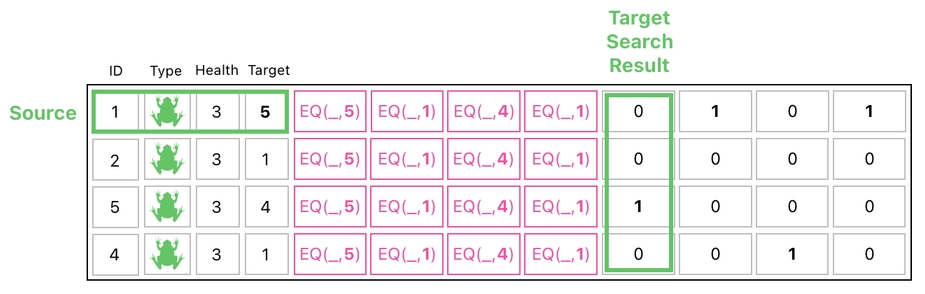 Target
Search
Result
ID Type Health Target
Source 1 3 5 EQ(_,5) EQ(_,1) EQ(_,4) EQ(_,1) 0 1 0 1
2 3 1 EQ(_,5) EQ(_,1) EQ(_,4) EQ(_,1) 0 0 0 0
5 3 4 EQ(_,5) EQ(_,1) EQ(_,4) EQ(_,1) 1 0 0 0
4 3 1 EQ(_,5) EQ(_,1) EQ(_,4) EQ(_,1) 0 0 1 0